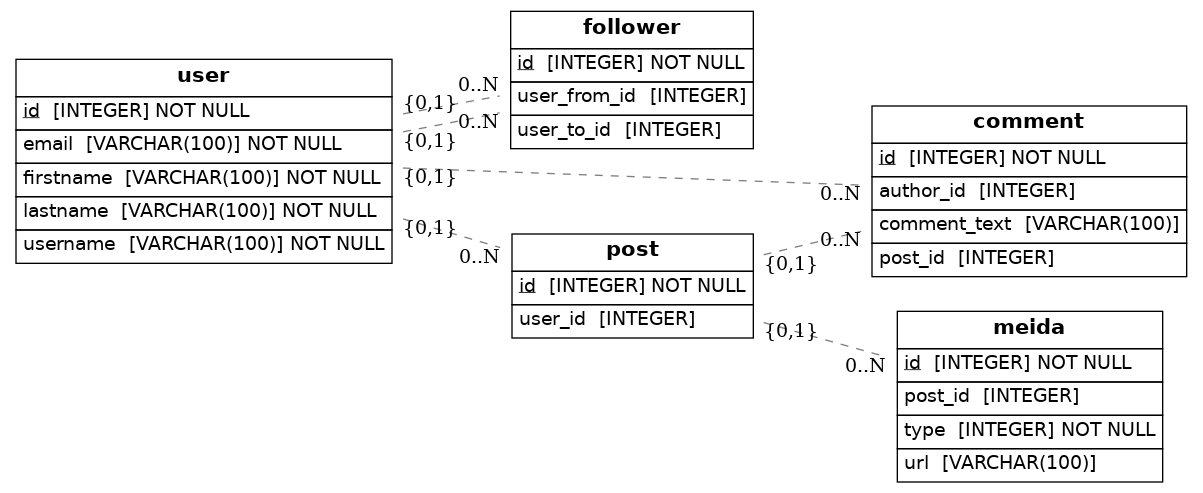 user
id [INTEGER] NOT NULL
email [VARCHAR(100)] NOT NULL
firstname [VARCHAR(100)] NOT NULL
lastname [VARCHAR(100)] NOT NULL
username [VARCHAR(100)] NOT NULL
follower
id [INTEGER] NOT NULL
user_from_id [INTEGER]
user_to_id [INTEGER]
0..N
{0,1}
0..N
{0,1}
{0,1}
0..N
{0,1}
0..N
post
id [INTEGER] NOT NULL
user_id [INTEGER]
comment
id [INTEGER] NOT NULL
author_id [INTEGER]
comment_text [VARCHAR(100)]
post_id [INTEGER]
0..N
{0,1}
{0,1}
0..N
meida
id [INTEGER] NOT NULL
post_id [INTEGER]
type [INTEGER] NOT NULL
url [VARCHAR(100)]